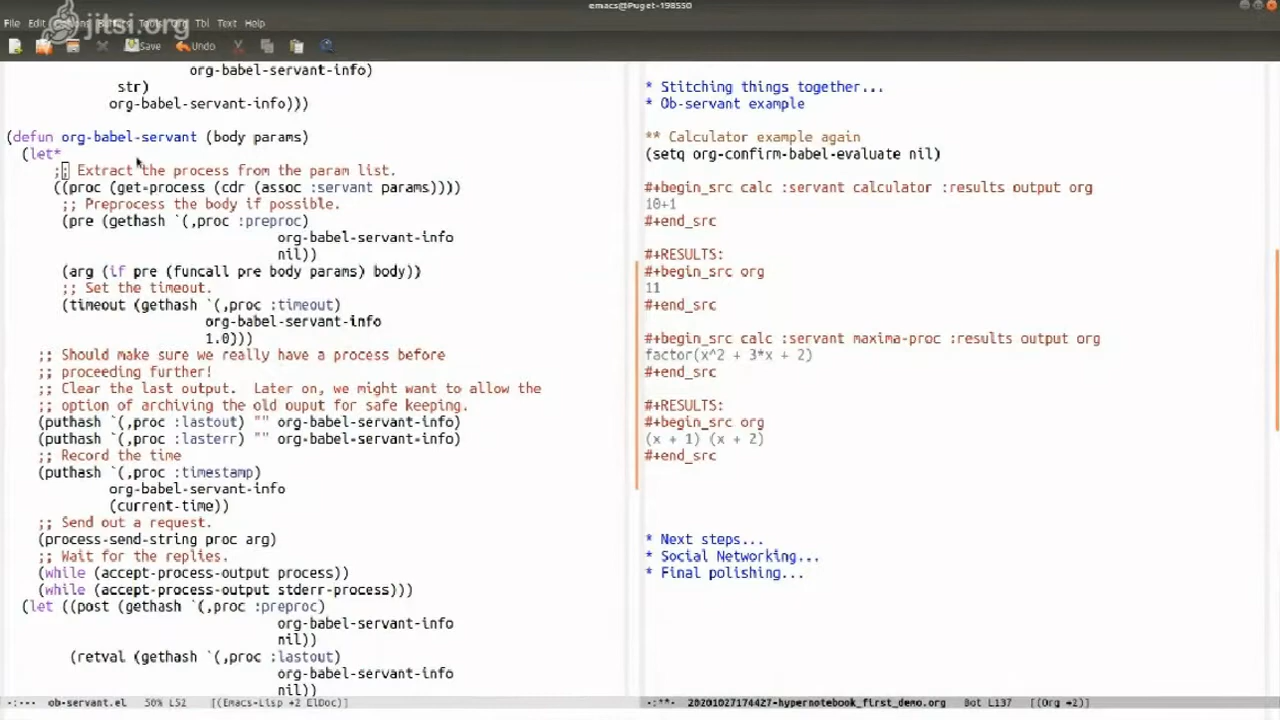 emacs@Puget-198550
jitsi.org
File Edit Options Buffers Tools Org Tbl Text Help
Save Undo
org-babel-servant-info)
str)
org-babel-servant-info)))
(defun org-babel-servant (body params)
(let*
;; Extract the process from the param list.
((proc (get-process (cdr (assoc :servant params))))
;; Preprocess the body if possible.
(pre (gethash `(,proc :preproc)
org-babel-servant-info
nil))
(arg (if pre (funcall pre body params) body))
;; Set the timeout.
(timeout (gethash `(,proc :timeout)
org-babel-servant-info
1.0)))
;; Should make sure we really have a process before
;; proceeding further!
;; Clear the last output.  Later on, we might want to allow the
;; option of archiving the old ouput for safe keeping.
(puthash `(,proc :lastout) "" org-babel-servant-info)
(puthash `(,proc :lasterr) "" org-babel-servant-info)
;; Record the time
(puthash `(,proc :timestamp)
org-babel-servant-info
(current-time))
;; Send out a request.
(process-send-string proc arg)
;; Wait for the replies.
(while (accept-process-output process))
(while (accept-process-output stderr-process)))
(let ((post (gethash `(,proc :preproc)
org-babel-servant-info
nil))
(retval (gethash `(,proc :lastout)
org-babel-servant-info
nil))
-:--- ob-servant.el 50% L52 [(Emacs-Lisp +2 ElDoc)]
* Stitching things together...
* Ob-servant example
** Calculator example again
(setq org-confirm-babel-evaluate nil)
#+begin_src calc :servant calculator :results output org
10+1
#+end_src
#+RESULTS:
#+begin_src org
11
#+end_src
#+begin_src calc :servant maxima-proc :results output org
factor(x^2 + 3*x + 2)
#+end_src
#+RESULTS:
#+begin_src org
(x + 1) (x + 2)
#+end_src
* Next steps...
* Social Networking...
* Final polishing...
-:**- 20201027174427-hypernotebook_first_demo.org Bot L137 [(Org +2)]